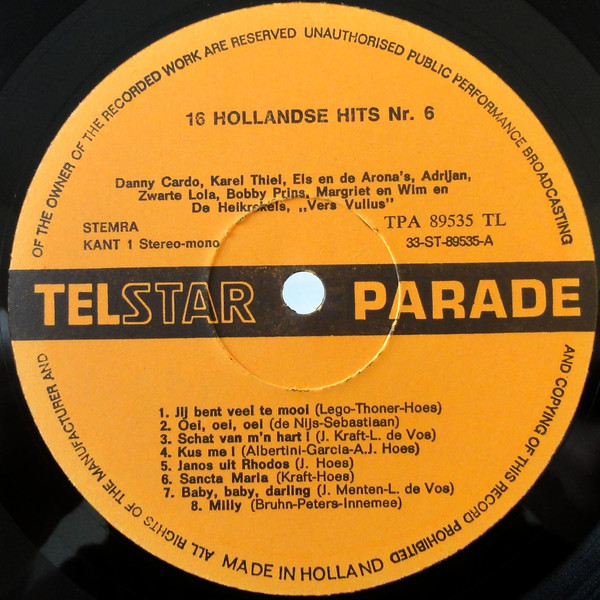 ALL RIGHTS OF THE MANUFACTURER AND OF THE OWNER OF THE RECORDED WORK ARE RESERVED UNAUTHORISED PUBLIC PERFORMANCE BROADCASTING AND COPYING OF THIS RECORD PROHIBITED
16 HOLLANDSE HITS Nr. 6
Danny Cardo, Karel Thiel, Els en de Arona's, Adrijan,
Zwarte Lola, Bobby Prins, Margriet en Wim en
De Heikrekels, „Vers Vullus"
STEMRA
TPA 89535 TL
KANT 1 Stereo-mono
33-ST-89535-A
TELSTAR PARADE
1. Jij bent veel te mooi (Lego-Thoner-Hoes)
2. Oei, oei, oei (de Nijs-Sebastiaan)
3. Schat van m'n hart ! (J. Kraft-L. de Vos)
4. Kus me ! (Albertini-Garcia-A.J. Hoes)
5. Janos uit Rhodos (J. Hoes)
6. Sancta Maria (Kraft-Hoes)
7. Baby, baby, darling (J. Menten-L. de Vos)
8. Milly (Bruhn-Peters-Innemee)
MADE IN HOLLAND